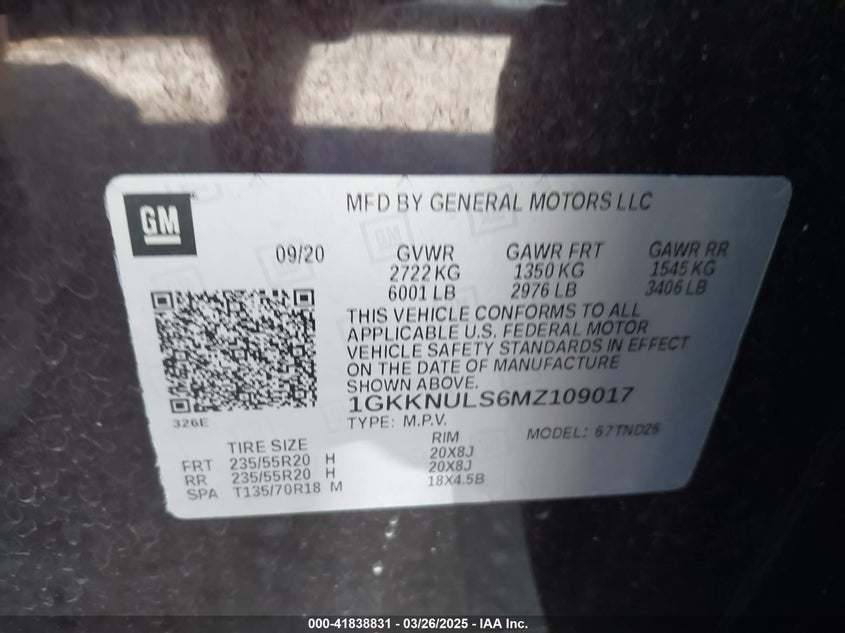 GM
MFD BY GENERAL MOTORS LLC
09/20
GVWR GAWR FRT GAWR RR
2722 KG 1350 KG 1545 KG
6001 LB 2976 LB 3406 LB
THIS VEHICLE CONFORMS TO ALL
APPLICABLE U.S. FEDERAL MOTOR
VEHICLE SAFETY STANDARDS IN EFFECT
ON THE DATE OF MANUFACTURE
SHOWN ABOVE.
326E
1GKKNULS6MZ109017
TYPE: M.P.V. MODEL: 67TND26
TIRE SIZE RIM
FRT 235/55R20 H 20X8J
RR 235/55R20 H 20X8J
SPA T135/70R18 M 18X4.5B
000-41838831 - 03/26/2025 - IAA Inc.